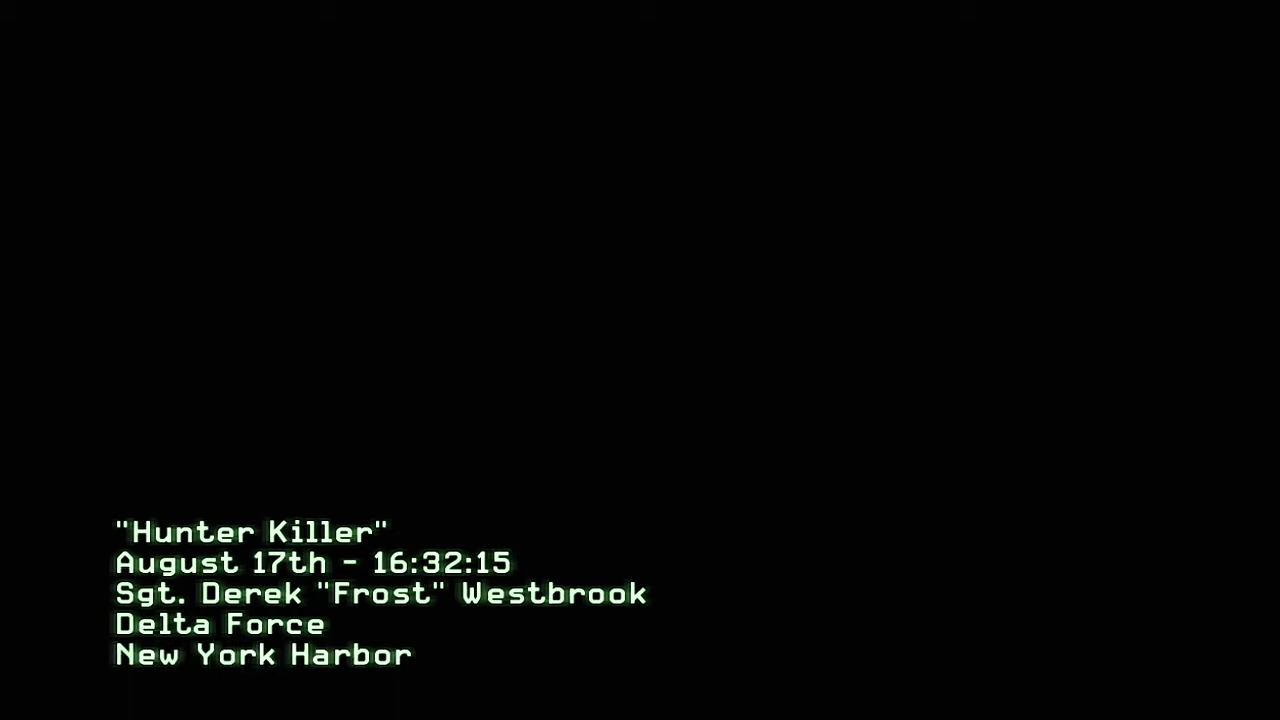 "Hunter Killer"
August 17th - 16:32:15
Sgt. Derek "Frost" Westbrook
Delta Force
New York Harbor